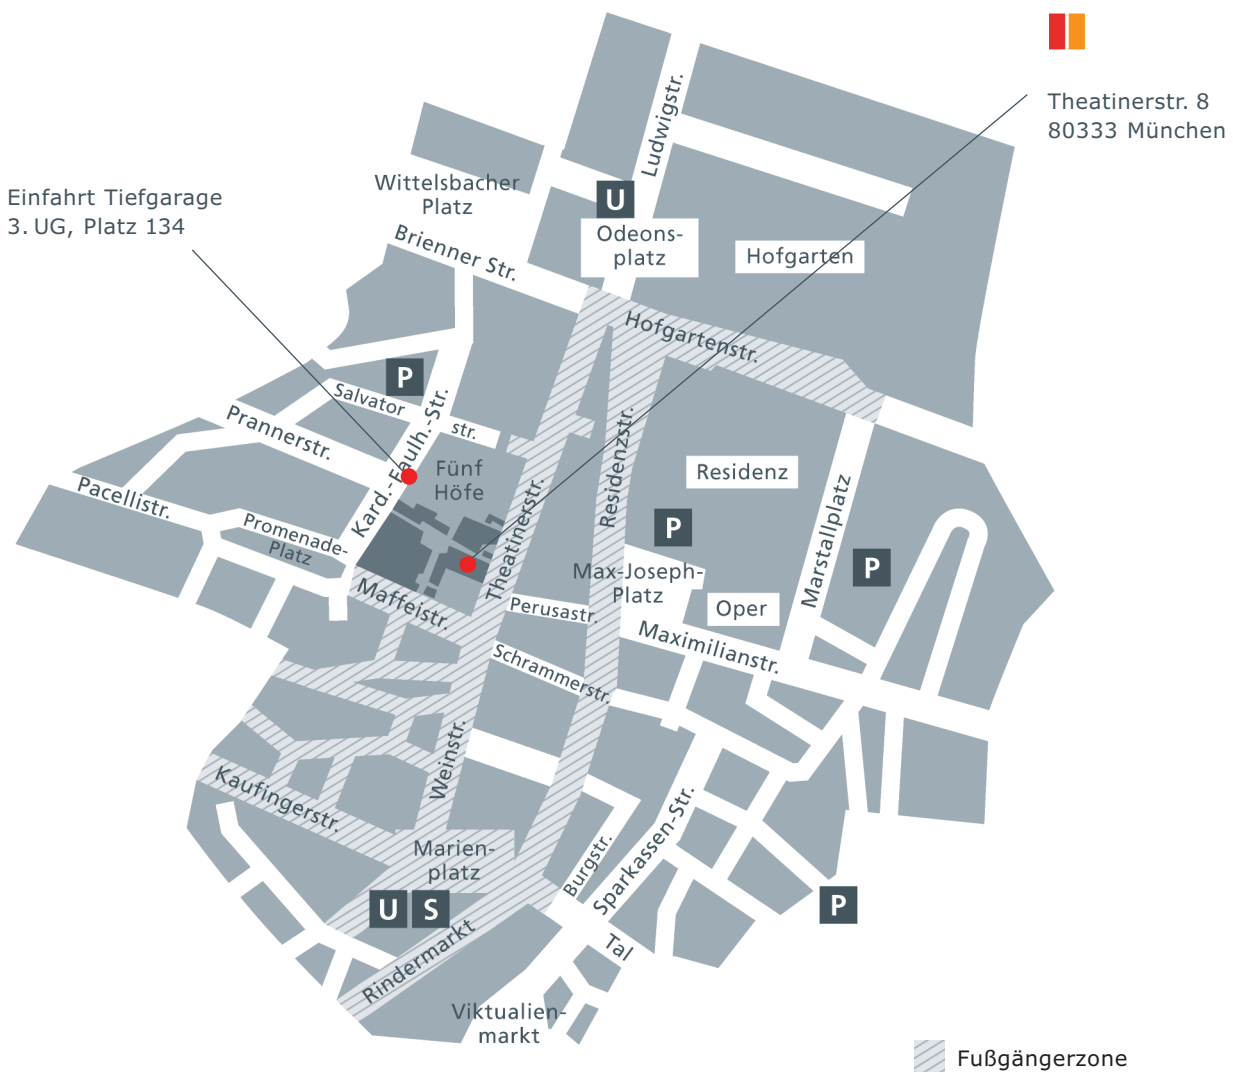 Theatinerstr. 8
80333 München
Einfahrt Tiefgarage
3. UG, Platz 134
Ludwigstr.
Wittelsbacher
Platz
U
Odeons-
platz
Hofgarten
Brienner Str.
Hofgartenstr.
P
Salvator
str.
Prannerstr.
Kard.-Faulh.-Str.
Fünf
Höfe
Residenzstr.
Residenz
Marstallplatz
Pacellistr.
Promenade-
Platz
Theatinerstr.
P
P
Max-Joseph-
Platz
Oper
Maffeistr.
Perusastr.
Maximilianstr.
Schrammerstr.
Weinstr.
Kaufingerstr.
Marien-
platz
Burgstr.
Sparkassen-Str.
U
S
P
Rindermarkt
Tal
Viktualien-
markt
Fußgängerzone